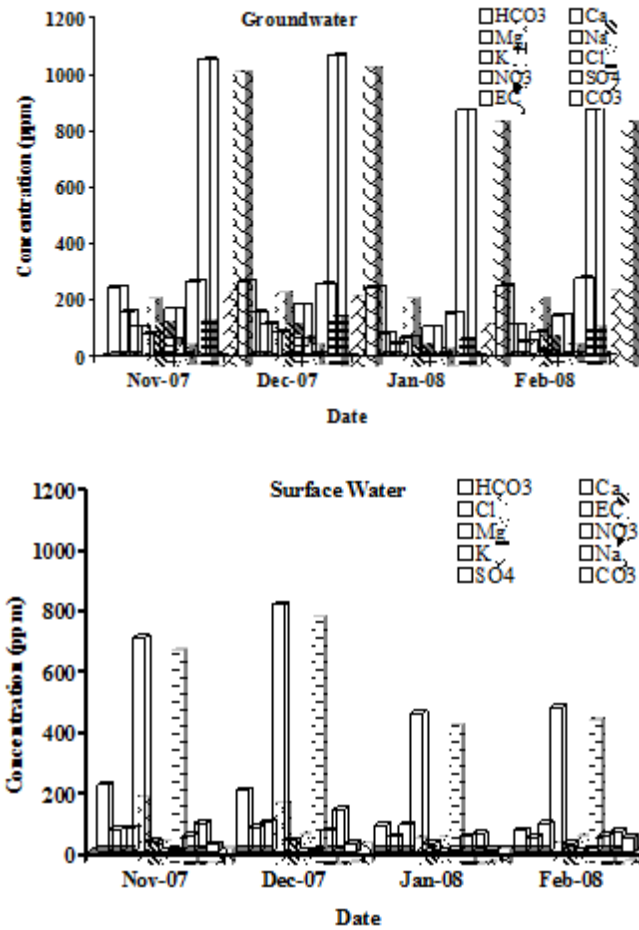 Groundwater
HCO3 Ca
Mg Na
K Cl
NO3 SO4
EC CO3
1200
1000
800
600
400
200
0
Concentration (ppm)
Nov-07 Dec-07 Jan-08 Feb-08
Date
Surface Water
HCO3 Ca
Cl EC
Mg NO3
K Na
SO4 CO3
1200
1000
800
600
400
200
0
Concentration (ppm)
Nov-07 Dec-07 Jan-08 Feb-08
Date